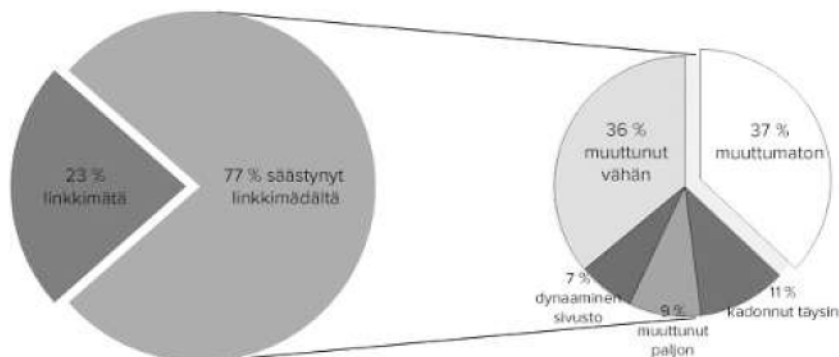 23 %
linkkimätä
77 % säästynyt
linkkimädältä
36 %
muuttunut
vähän
37 %
muuttumaton
7 %
dynaaminen
sivusto
9 %
muuttunut
paljon
11 %
kadonnut täysin